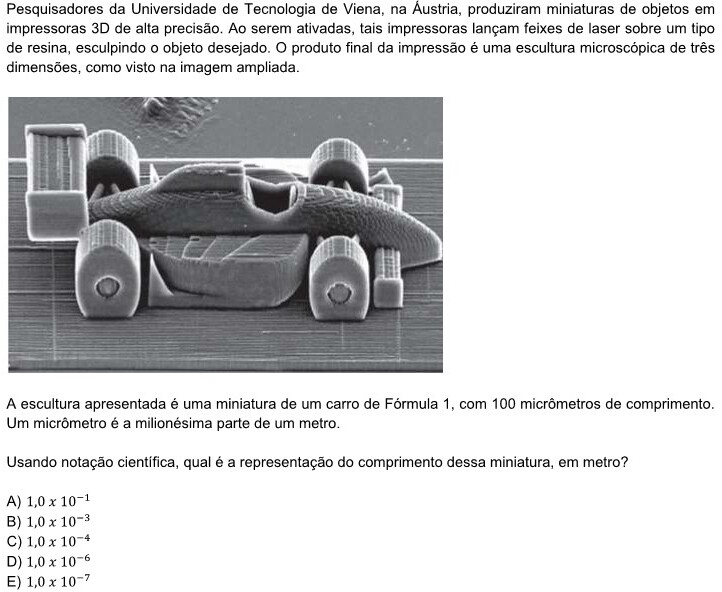 Pesquisadores da Universidade de Tecnologia de Viena, na Áustria, produziram miniaturas de objetos em
impressoras 3D de alta precisão. Ao serem ativadas, tais impressoras lançam feixes de laser sobre um tipo
de resina, esculpindo o objeto desejado. O produto final da impressão é uma escultura microscópica de três
dimensões, como visto na imagem ampliada.
A escultura apresentada é uma miniatura de um carro de Fórmula 1, com 100 micrômetros de comprimento.
Um micrômetro é a milionésima parte de um metro.
Usando notação científica, qual é a representação do comprimento dessa miniatura, em metro?
A) 1,0 x 10⁻¹
B) 1,0 x 10⁻³
C) 1,0 x 10⁻⁴
D) 1,0 x 10⁻⁶
E) 1,0 x 10⁻⁷